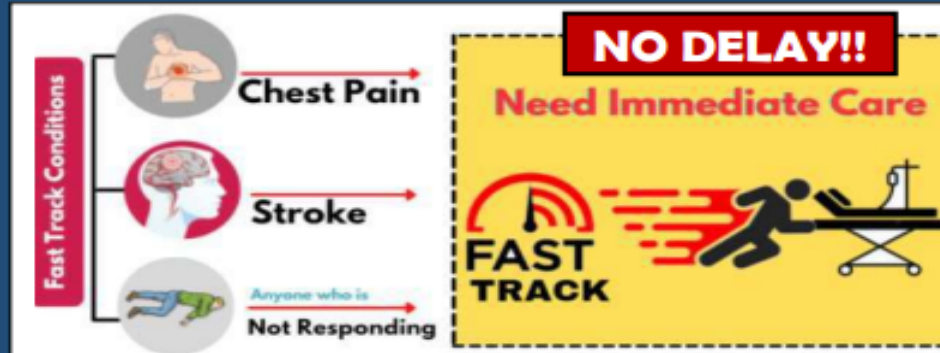 Fast Track Conditions
Chest Pain
Stroke
Anyone who is
Not Responding
NO DELAY!!
Need Immediate Care
FAST
TRACK